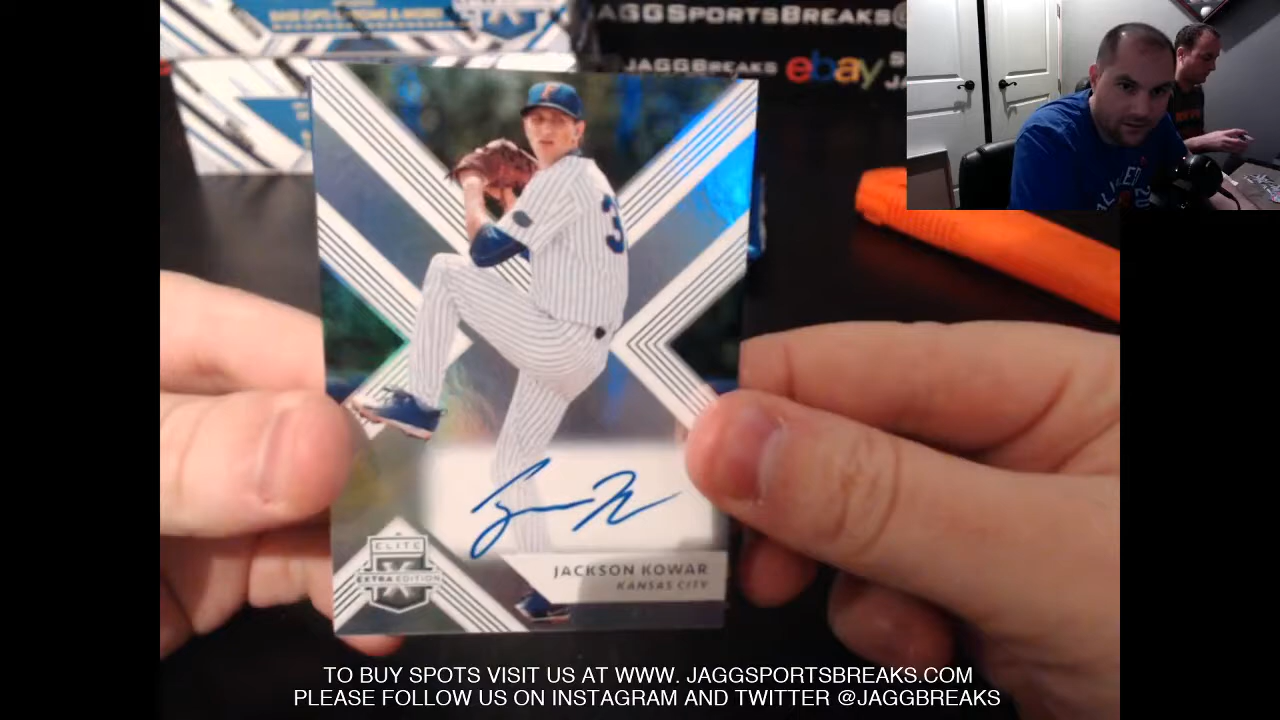 JAGGSPORTSBREAKS@
JAGGBREAKS ebay
3
JACKSON KOWAR
KANSAS CITY
ELITE
X
EXTRA EDITION
TO BUY SPOTS VISIT US AT WWW. JAGGSPORTSBREAKS.COM
PLEASE FOLLOW US ON INSTAGRAM AND TWITTER @JAGGBREAKS